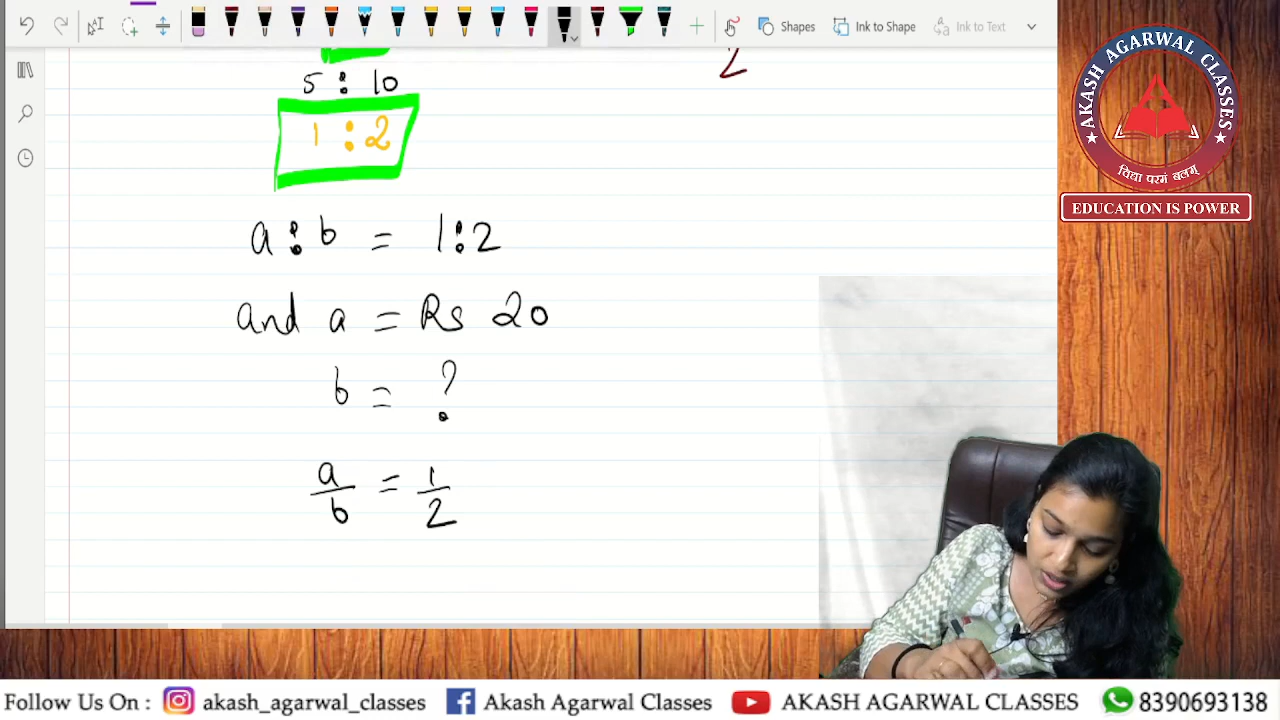 Shapes
Ink to Shape
Ink to Text
2
5 : 10
1 : 2
a : b = 1 : 2
and a = Rs 20
b = ?
a/b = 1/2
AKASH AGARWAL CLASSES
विद्या परमं बलम्
EDUCATION IS POWER
Follow Us On : akash_agarwal_classes Akash Agarwal Classes AKASH AGARWAL CLASSES 8390693138